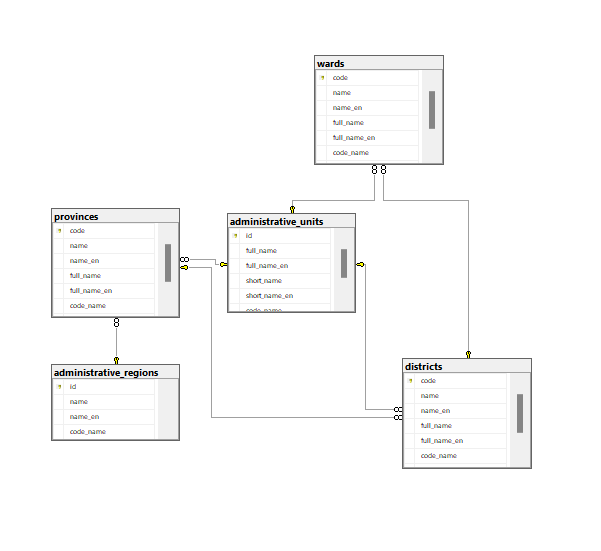 wards
code
name
name_en
full_name
full_name_en
code_name
provinces
code
name
name_en
full_name
full_name_en
code_name
administrative_units
id
full_name
full_name_en
short_name
short_name_en
code_name
administrative_regions
id
name
name_en
code_name
districts
code
name
name_en
full_name
full_name_en
code_name